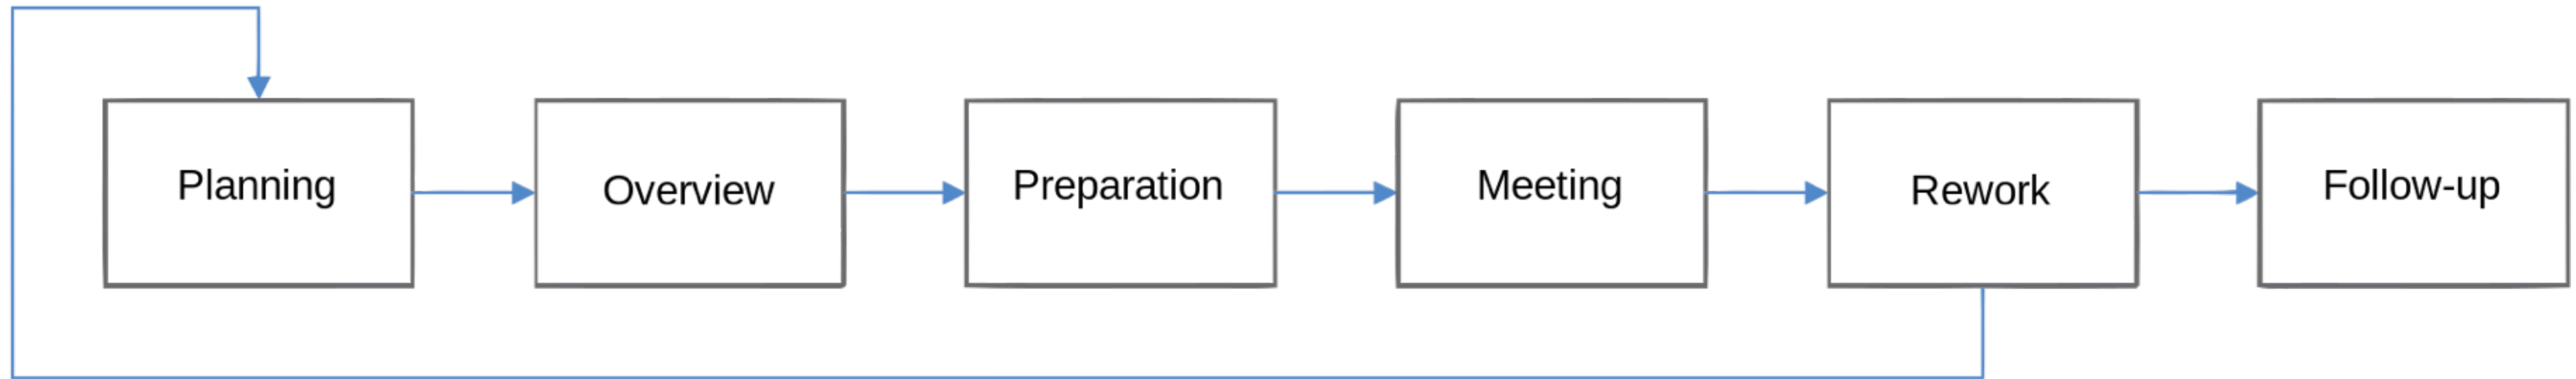 Planning
Overview
Preparation
Meeting
Rework
Follow-up